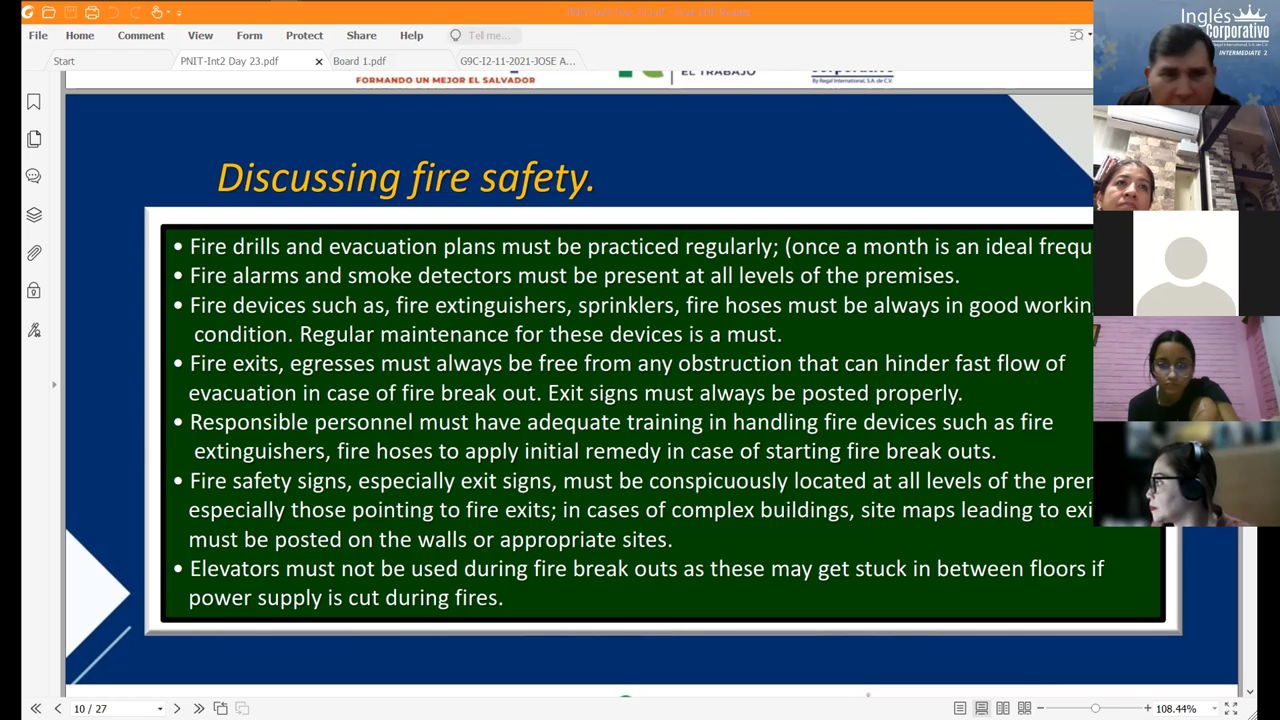 File Home Comment View Form Protect Share Help Tell me...
Start PNIT-Int2 Day 23.pdf Board 1.pdf G9C-I2-11-2021-JOSE A...
FORMANDO UN MEJOR EL SALVADOR
EL TRABAJO
By Regal International, S.A. de C.V.
Inglés
Corporativo
INTERMEDIATE 2
Discussing fire safety.
• Fire drills and evacuation plans must be practiced regularly; (once a month is an ideal frequ
• Fire alarms and smoke detectors must be present at all levels of the premises.
• Fire devices such as, fire extinguishers, sprinklers, fire hoses must be always in good workin
condition. Regular maintenance for these devices is a must.
• Fire exits, egresses must always be free from any obstruction that can hinder fast flow of
evacuation in case of fire break out. Exit signs must always be posted properly.
• Responsible personnel must have adequate training in handling fire devices such as fire
extinguishers, fire hoses to apply initial remedy in case of starting fire break outs.
• Fire safety signs, especially exit signs, must be conspicuously located at all levels of the prem
especially those pointing to fire exits; in cases of complex buildings, site maps leading to exi
must be posted on the walls or appropriate sites.
• Elevators must not be used during fire break outs as these may get stuck in between floors if
power supply is cut during fires.
10 / 27
108.44%